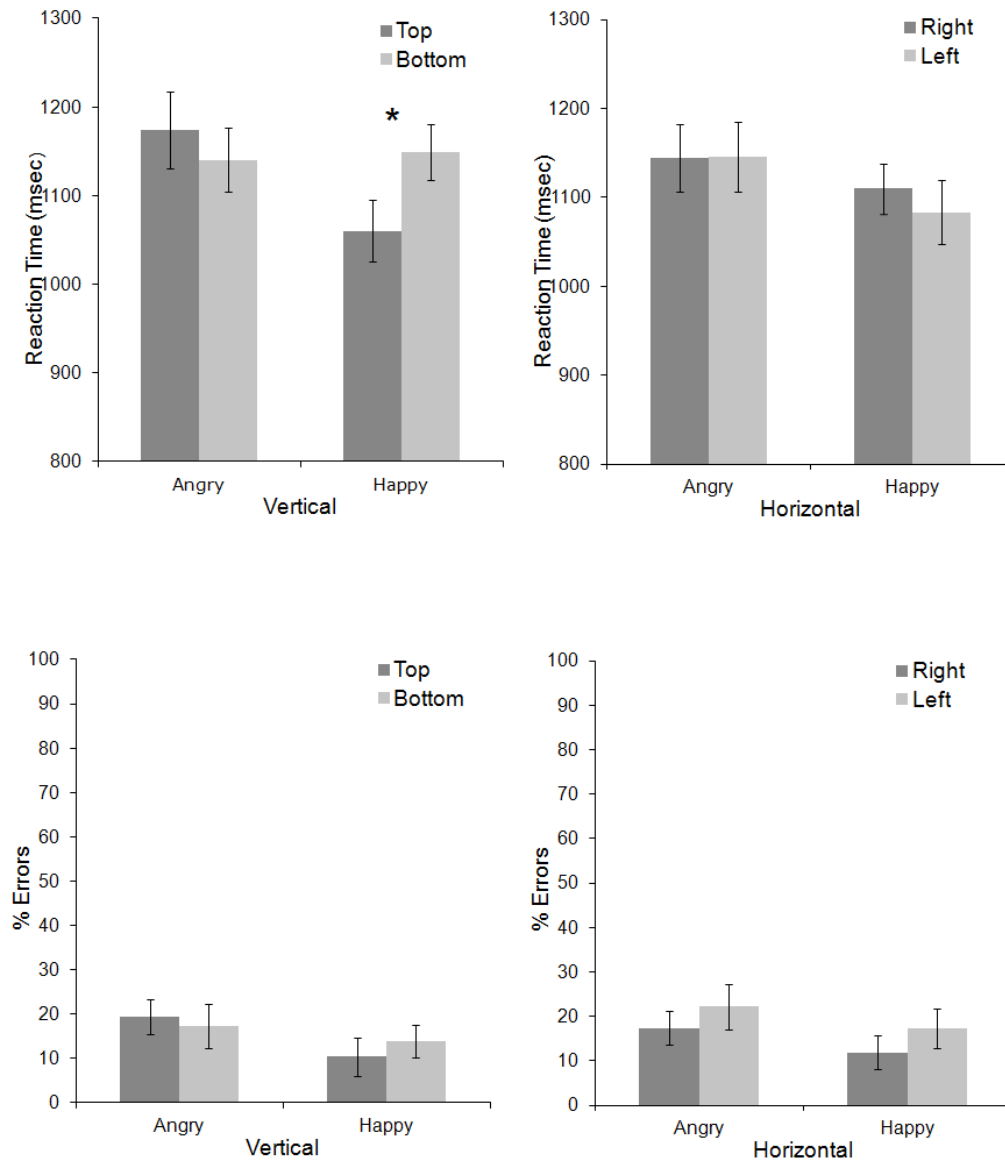 1300
1200
1100
1000
900
800
Reaction Time (msec)
Top
Bottom
*
Angry
Happy
Vertical
1300
1200
1100
1000
900
800
Reaction Time (msec)
Right
Left
Angry
Happy
Horizontal
100
90
80
70
60
50
40
30
20
10
0
% Errors
Top
Bottom
Angry
Happy
Vertical
100
90
80
70
60
50
40
30
20
10
0
% Errors
Right
Left
Angry
Happy
Horizontal